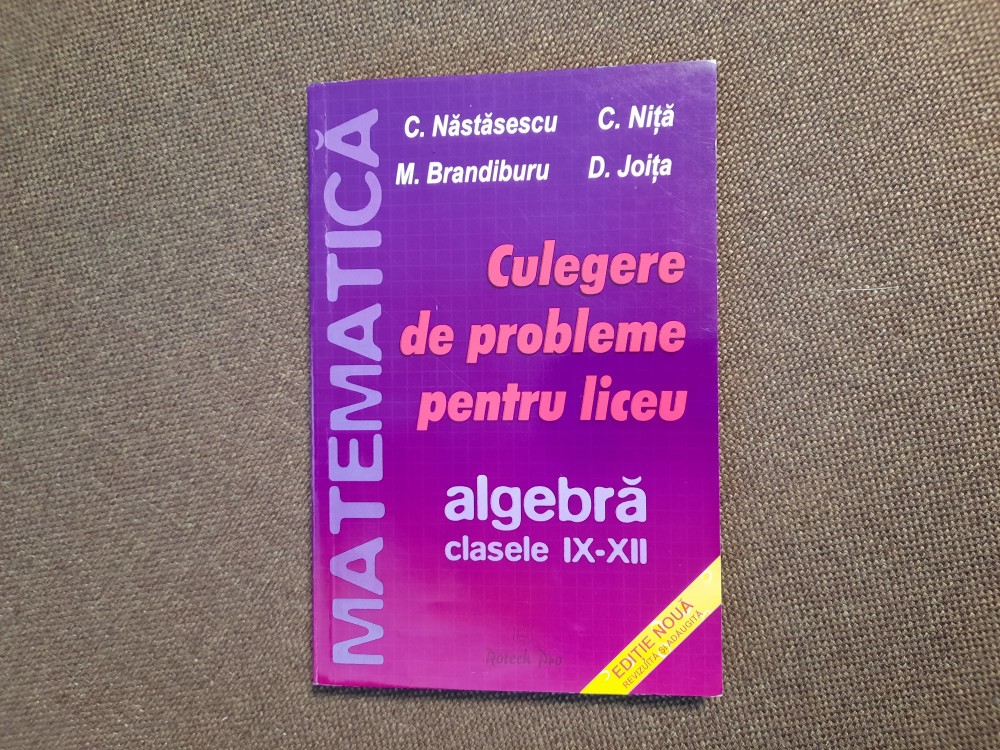 MATEMATICĂ
C. Năstăsescu C. Niță
M. Brandiburu D. Joița
Culegere
de probleme
pentru liceu
algebră
clasele IX-XII
EDIȚIE NOUĂ
REVIZUITĂ ȘI ADĂUGITĂ
Rotech Pro